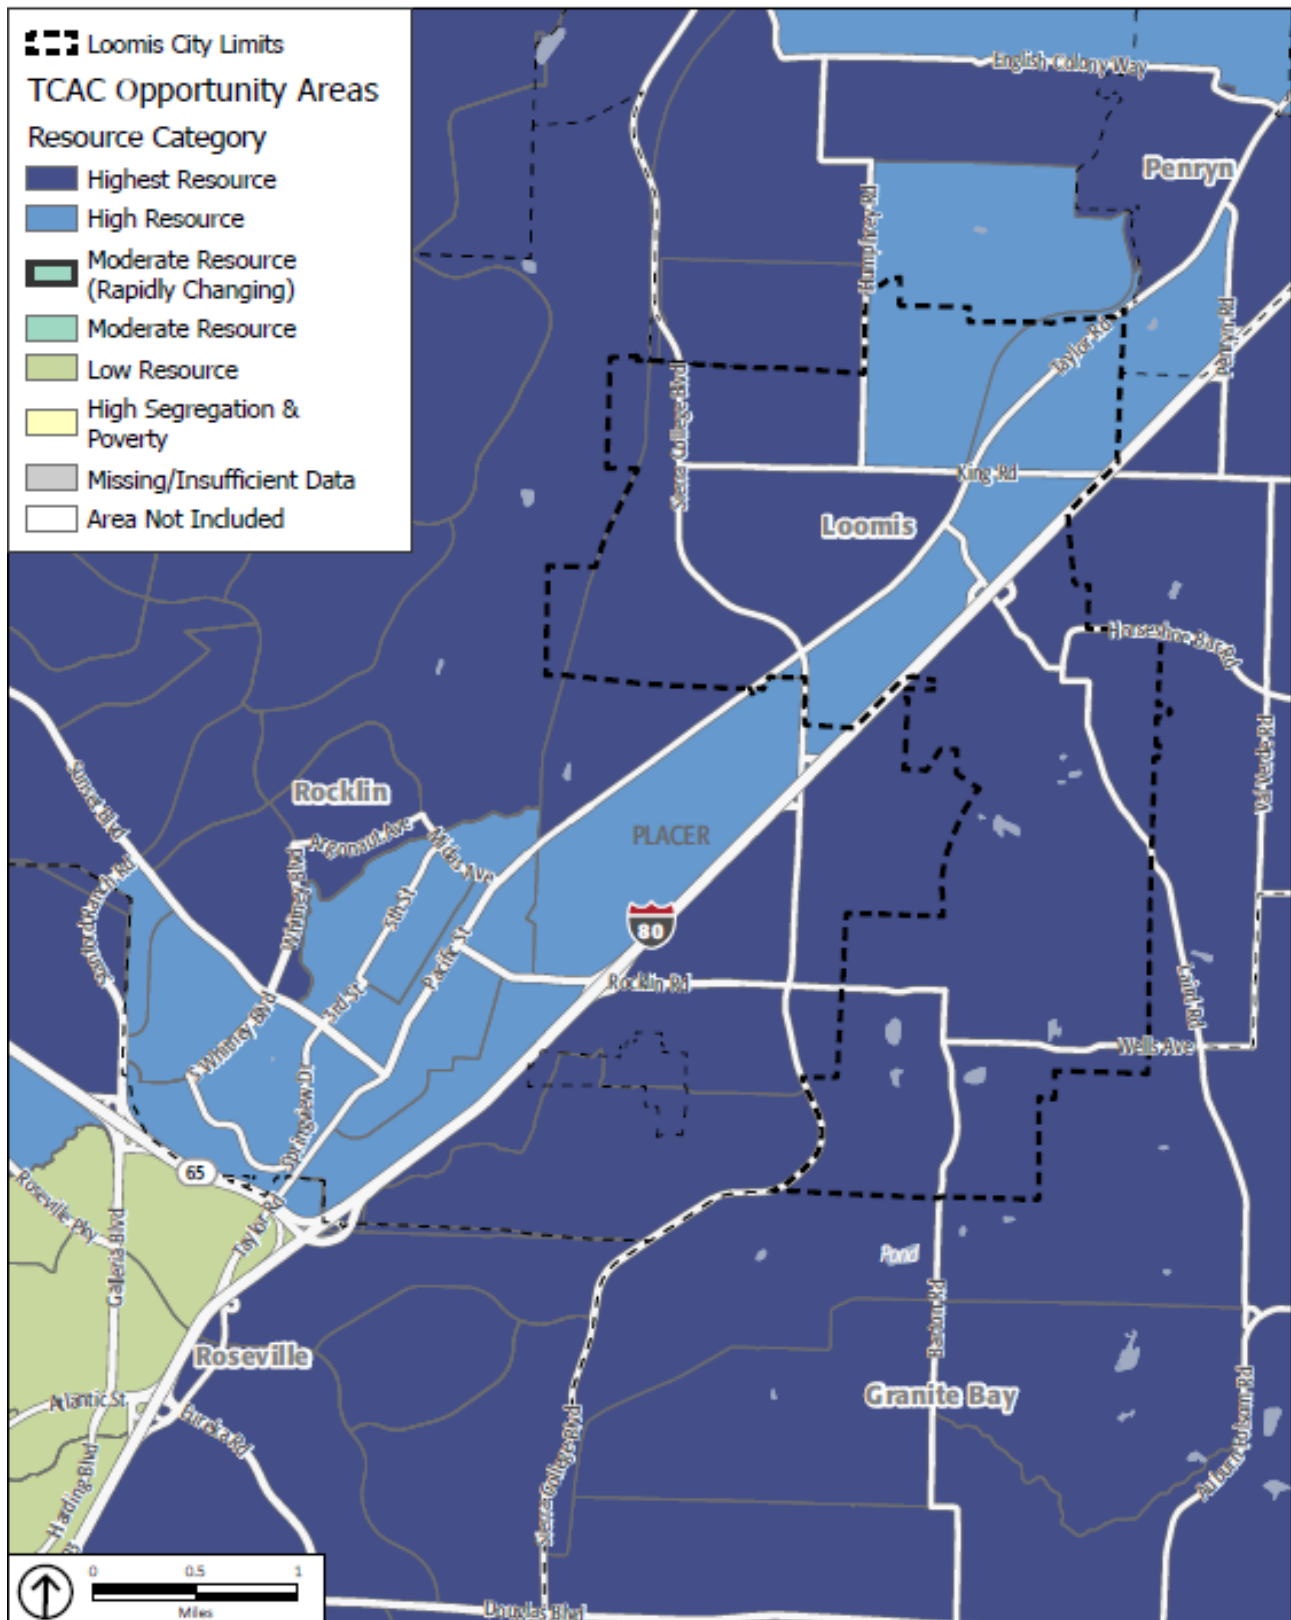 Loomis City Limits
TCAC Opportunity Areas
Resource Category
Highest Resource
High Resource
Moderate Resource
(Rapidly Changing)
Moderate Resource
Low Resource
High Segregation &
Poverty
Missing/Insufficient Data
Area Not Included
English Colony Way
Penryn
Humphrey Rd
Taylor Rd
Penryn Rd
Sierra College Blvd
King Rd
Loomis
Horseshoe Bar Rd
Val Verde Rd
Sunset Blvd
Rocklin
Argonaut Ave
Midas Ave
PLACER
Stanford Ranch Rd
Whitney Blvd
5th St
Pacific St
80
Rocklin Rd
Laird Rd
3rd St
S Whitney Blvd
Wells Ave
Springview Dr
65
Roseville Pky
Galleria Blvd
Taylor Rd
Pond
Barton Rd
Roseville
Granite Bay
Atlantic St
Eureka Rd
Harding Blvd
Sierra College Blvd
Auburn Folsom Rd
0 0.5 1
Miles
Douglas Blvd